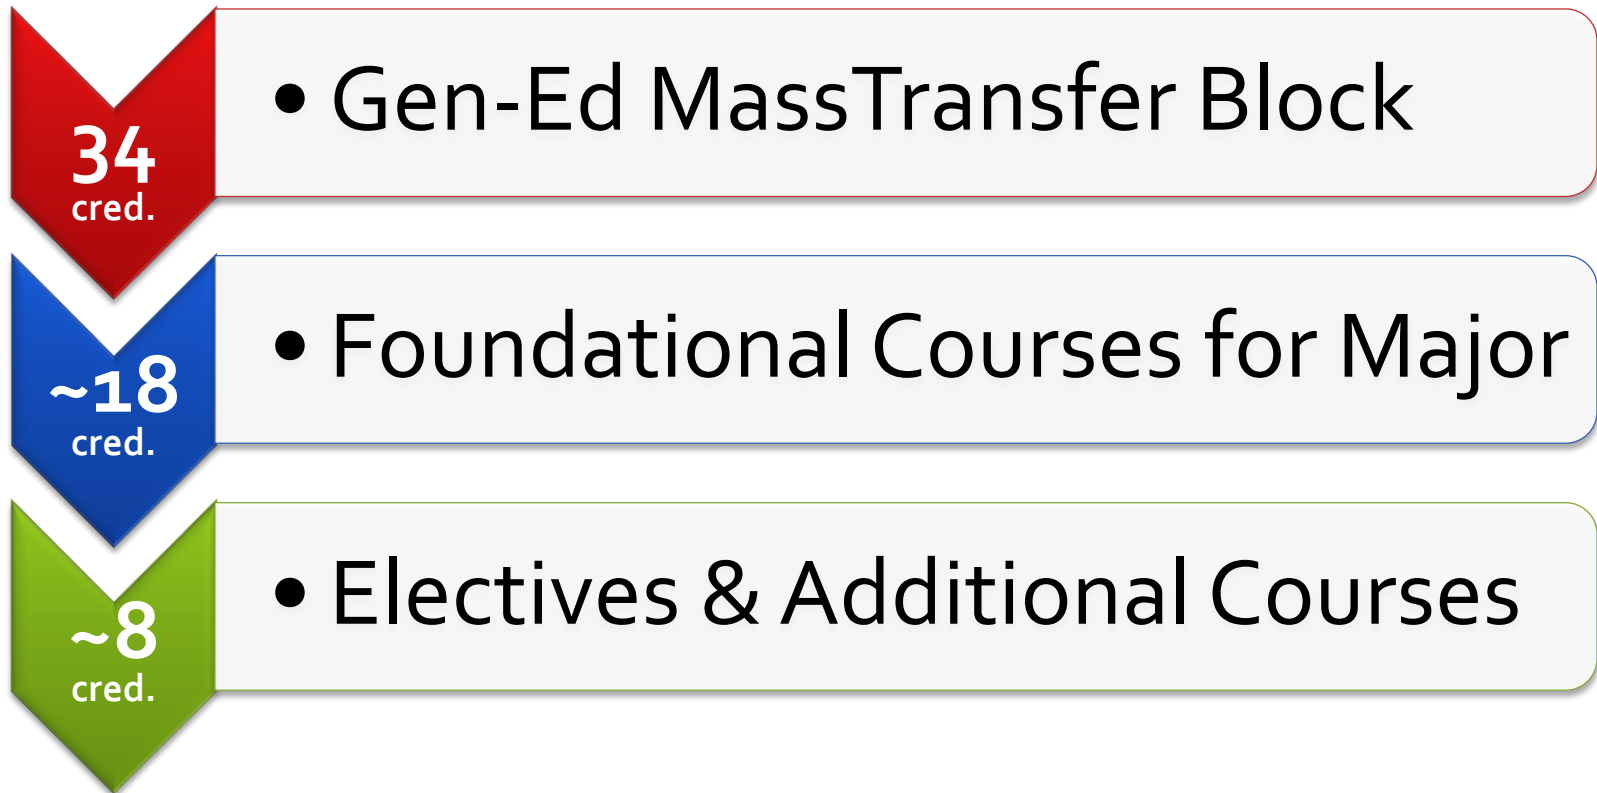 34
cred.
• Gen-Ed MassTransfer Block
~18
cred.
• Foundational Courses for Major
~8
cred.
• Electives & Additional Courses